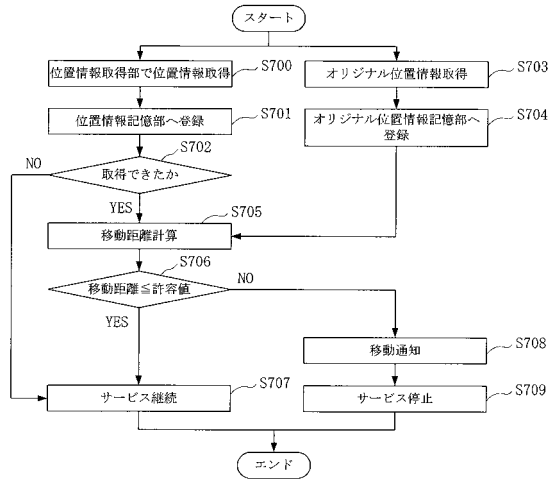 スタート
位置情報取得部で位置情報取得
S700
オリジナル位置情報取得
S703
位置情報記憶部へ登録
S701
オリジナル位置情報記憶部へ
登録
S704
取得できたか
S702
NO
YES
移動距離計算
S705
移動距離≦許容値
S706
NO
YES
移動通知
S708
サービス継続
S707
サービス停止
S709
エンド